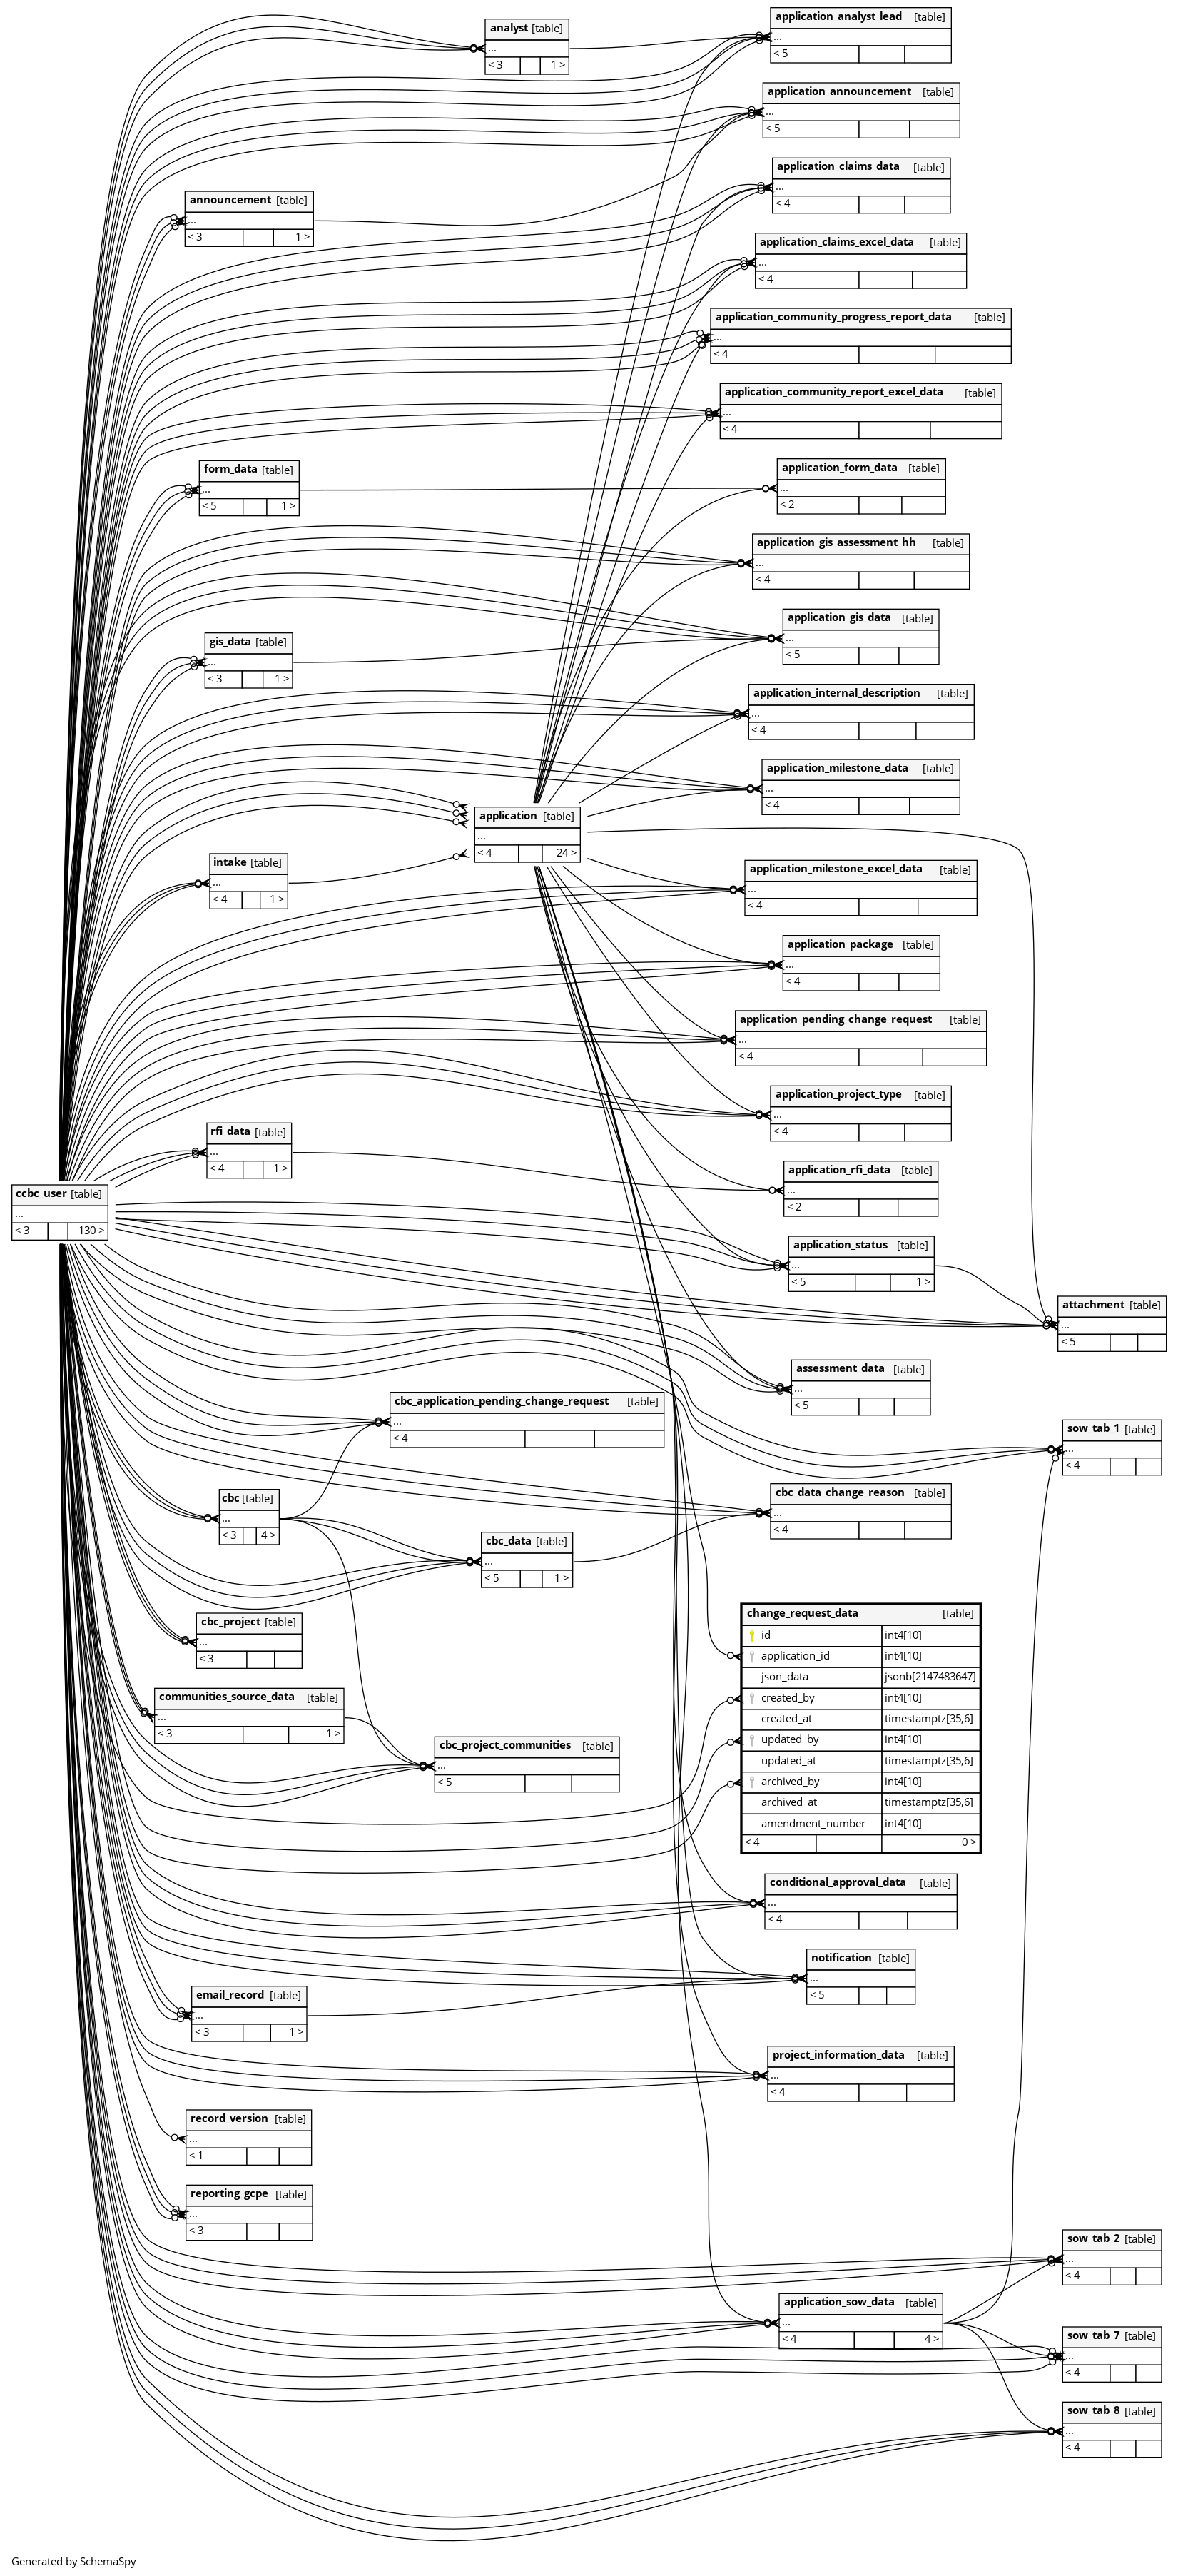 analyst [table]
...
< 3 1 >
application_analyst_lead [table]
...
< 5
application_announcement [table]
...
< 5
application_claims_data [table]
...
< 4
announcement [table]
...
< 3 1 >
application_claims_excel_data [table]
...
< 4
application_community_progress_report_data [table]
...
< 4
application_community_report_excel_data [table]
...
< 4
form_data [table]
...
< 5 1 >
application_form_data [table]
...
< 2
application_gis_assessment_hh [table]
...
< 4
application_gis_data [table]
...
< 5
gis_data [table]
...
< 3 1 >
application_internal_description [table]
...
< 4
application_milestone_data [table]
...
< 4
application [table]
...
< 4 24 >
intake [table]
...
< 4 1 >
application_milestone_excel_data [table]
...
< 4
application_package [table]
...
< 4
application_pending_change_request [table]
...
< 4
application_project_type [table]
...
< 4
rfi_data [table]
...
< 4 1 >
application_rfi_data [table]
...
< 2
ccbc_user [table]
...
< 3 130 >
application_status [table]
...
< 5 1 >
attachment [table]
...
< 5
assessment_data [table]
...
< 5
cbc_application_pending_change_request [table]
...
< 4
sow_tab_1 [table]
...
< 4
cbc [table]
...
< 3 4 >
cbc_data_change_reason [table]
...
< 4
cbc_data [table]
...
< 5 1 >
cbc_project [table]
...
< 3
change_request_data [table]
id int4[10]
application_id int4[10]
json_data jsonb[2147483647]
created_by int4[10]
created_at timestamptz[35,6]
updated_by int4[10]
updated_at timestamptz[35,6]
archived_by int4[10]
archived_at timestamptz[35,6]
amendment_number int4[10]
< 4 0 >
communities_source_data [table]
...
< 3 1 >
cbc_project_communities [table]
...
< 5
conditional_approval_data [table]
...
< 4
notification [table]
...
< 5
email_record [table]
...
< 3 1 >
project_information_data [table]
...
< 4
record_version [table]
...
< 1
reporting_gcpe [table]
...
< 3
sow_tab_2 [table]
...
< 4
application_sow_data [table]
...
< 4 4 >
sow_tab_7 [table]
...
< 4
sow_tab_8 [table]
...
< 4
Generated by SchemaSpy